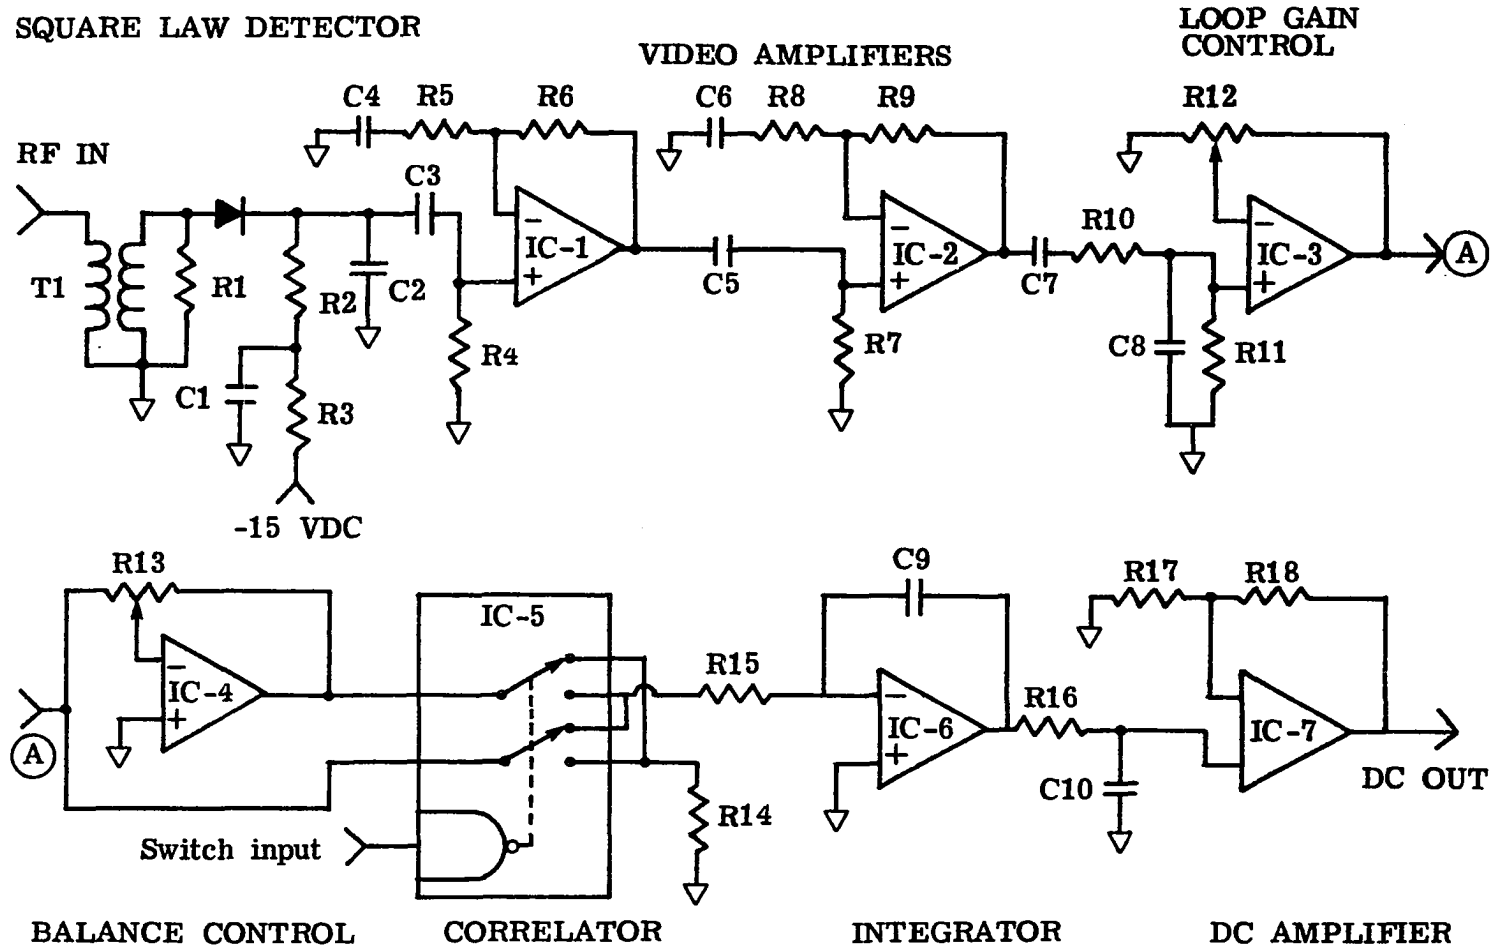 SQUARE LAW DETECTOR
VIDEO AMPLIFIERS
LOOP GAIN
CONTROL
C4
R5
R6
C6
R8
R9
R12
RF IN
C3
T1
R1
R2
C2
IC-1
C5
IC-2
C7
R10
IC-3
A
C1
R3
R4
R7
C8
R11
-15 VDC
R13
IC-4
A
IC-5
Switch input
R14
R15
C9
IC-6
R16
C10
R17
R18
IC-7
DC OUT
BALANCE CONTROL
CORRELATOR
INTEGRATOR
DC AMPLIFIER